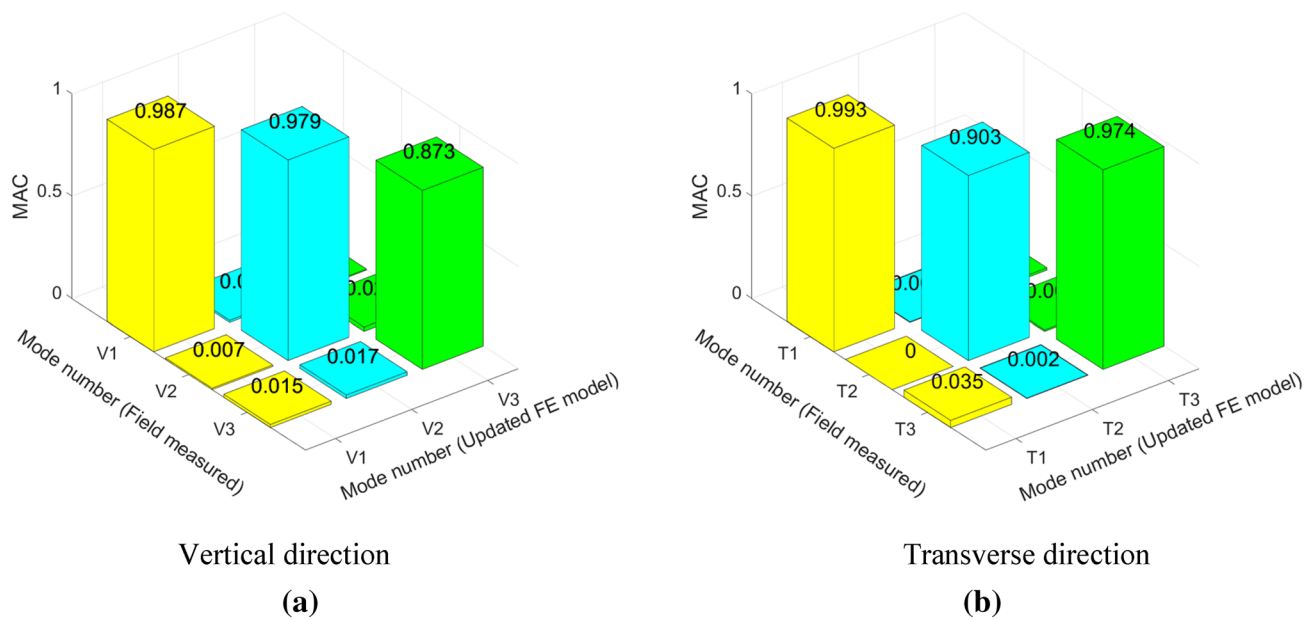 1
0.5
0
MAC
0.987
0.979
0.873
0.007
0.017
0.015
V1
V2
V3
Mode number (Field measured)
V1
V2
V3
Mode number (Updated FE model)
Vertical direction
(a)
1
0.5
0
MAC
0.993
0.903
0.974
0
0.002
0.035
T1
T2
T3
Mode number (Field measured)
T1
T2
T3
Mode number (Updated FE model)
Transverse direction
(b)